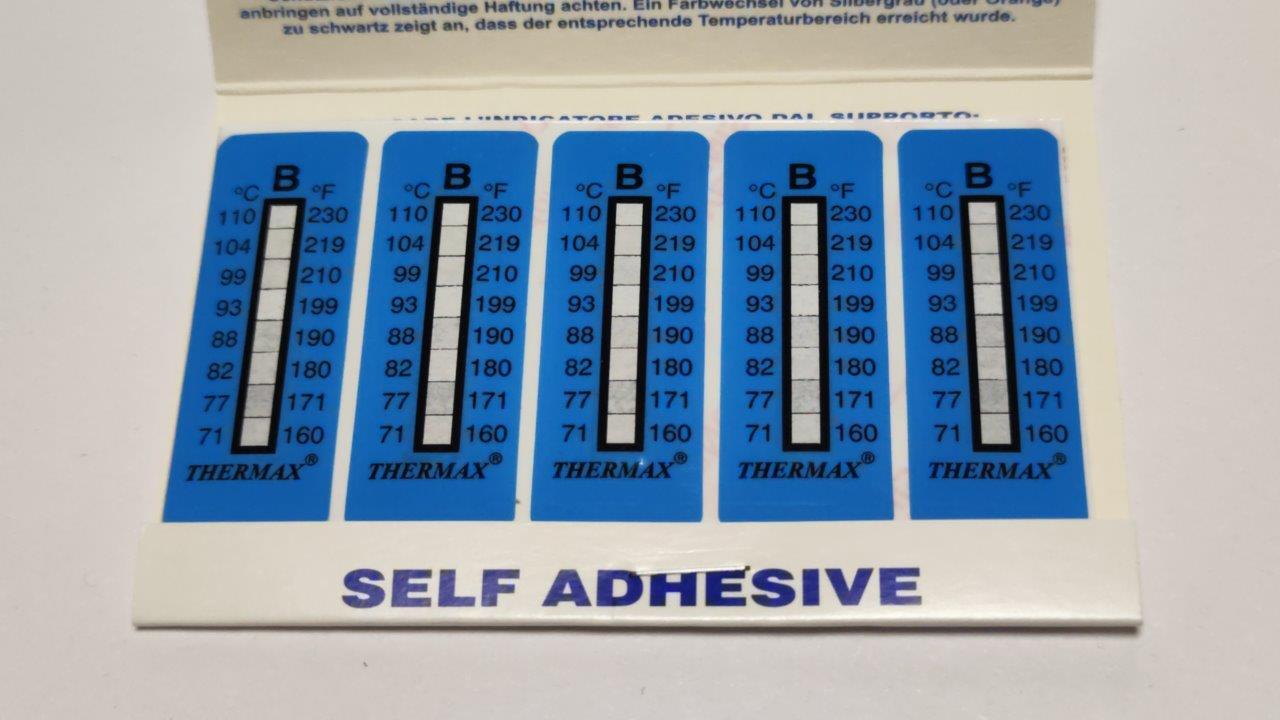 anbringen auf vollständige Haftung achten. Ein Farbwechsel von Silbergrau (oder Orange)
zu schwartz zeigt an, dass der entsprechende Temperaturbereich erreicht wurde.
L'INDICATORE ADESIVO DAL SUPPORTO-
B
°C °F
110 230
104 219
99 210
93 199
88 190
82 180
77 171
71 160
THERMAX®
B
°C °F
110 230
104 219
99 210
93 199
88 190
82 180
77 171
71 160
THERMAX®
B
°C °F
110 230
104 219
99 210
93 199
88 190
82 180
77 171
71 160
THERMAX®
B
°C °F
110 230
104 219
99 210
93 199
88 190
82 180
77 171
71 160
THERMAX®
B
°C °F
110 230
104 219
99 210
93 199
88 190
82 180
77 171
71 160
THERMAX®
SELF ADHESIVE